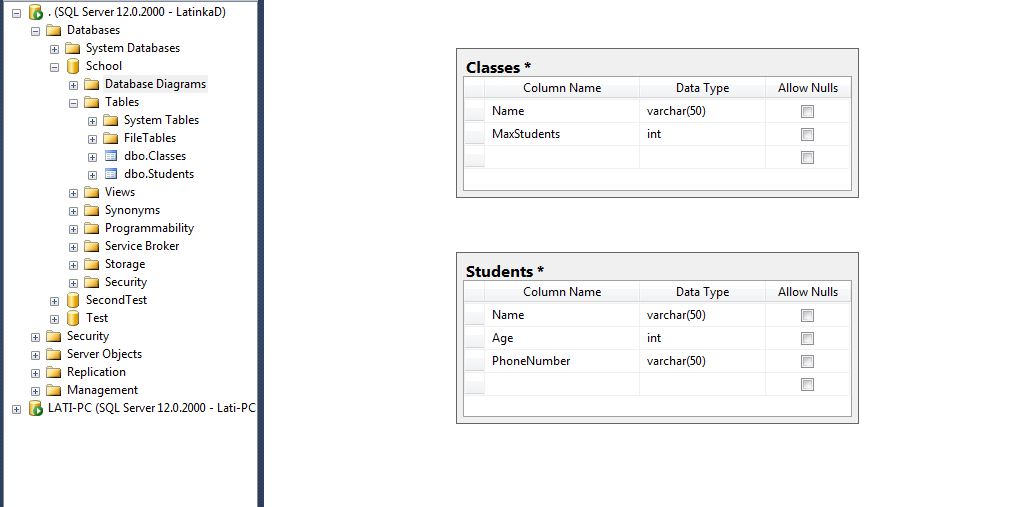 . (SQL Server 12.0.2000 - LatinkaD)
Databases
System Databases
School
Database Diagrams
Tables
System Tables
FileTables
dbo.Classes
dbo.Students
Views
Synonyms
Programmability
Service Broker
Storage
Security
SecondTest
Test
Security
Server Objects
Replication
Management
LATI-PC (SQL Server 12.0.2000 - Lati-PC
Classes *
Column Name Data Type Allow Nulls
Name varchar(50)
MaxStudents int
Students *
Column Name Data Type Allow Nulls
Name varchar(50)
Age int
PhoneNumber varchar(50)